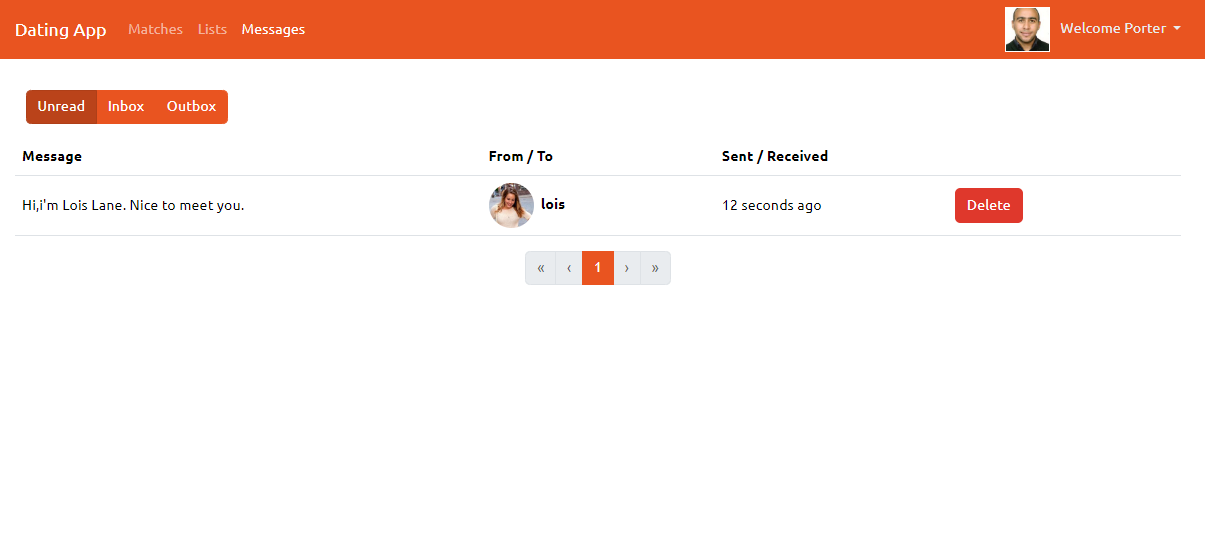 Dating App Matches Lists Messages Welcome Porter
Unread Inbox Outbox
Message From / To Sent / Received
Hi,i'm Lois Lane. Nice to meet you. lois 12 seconds ago Delete
« ‹ 1 › »